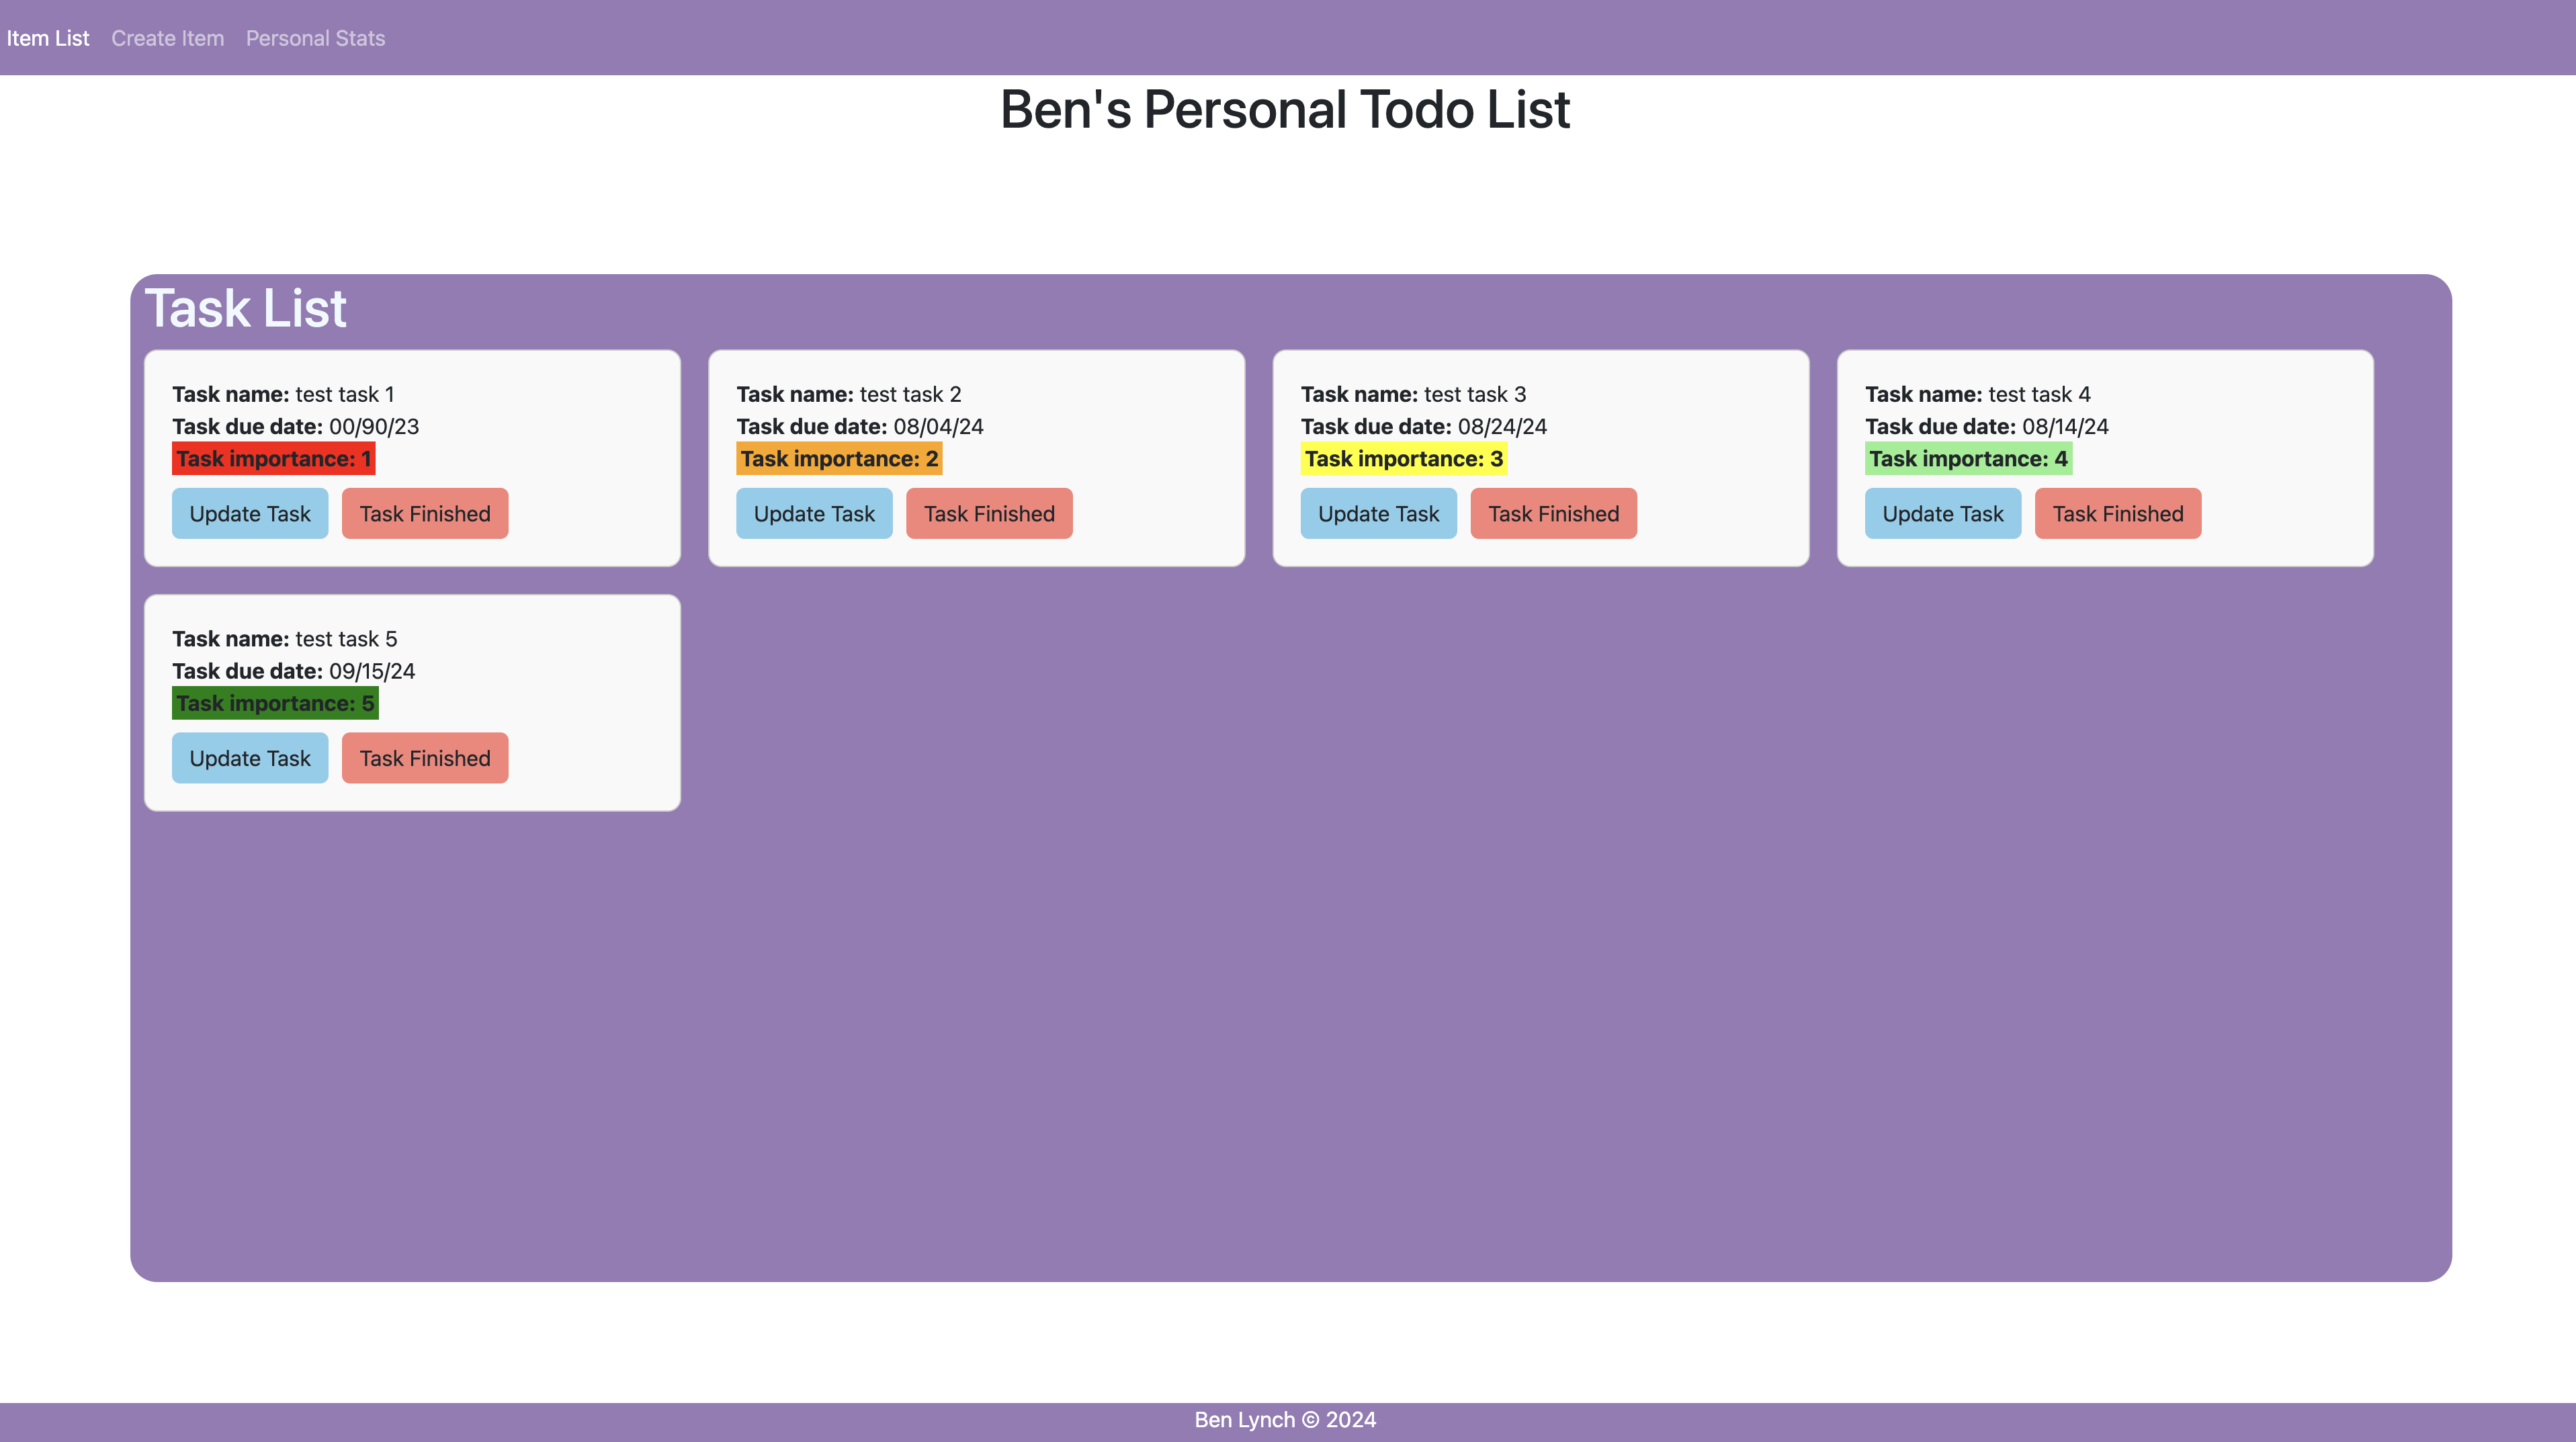 Item List Create Item Personal Stats
Ben's Personal Todo List
Task List
Task name: test task 1
Task due date: 00/90/23
Task importance: 1
Update Task Task Finished
Task name: test task 2
Task due date: 08/04/24
Task importance: 2
Update Task Task Finished
Task name: test task 3
Task due date: 08/24/24
Task importance: 3
Update Task Task Finished
Task name: test task 4
Task due date: 08/14/24
Task importance: 4
Update Task Task Finished
Task name: test task 5
Task due date: 09/15/24
Task importance: 5
Update Task Task Finished
Ben Lynch © 2024